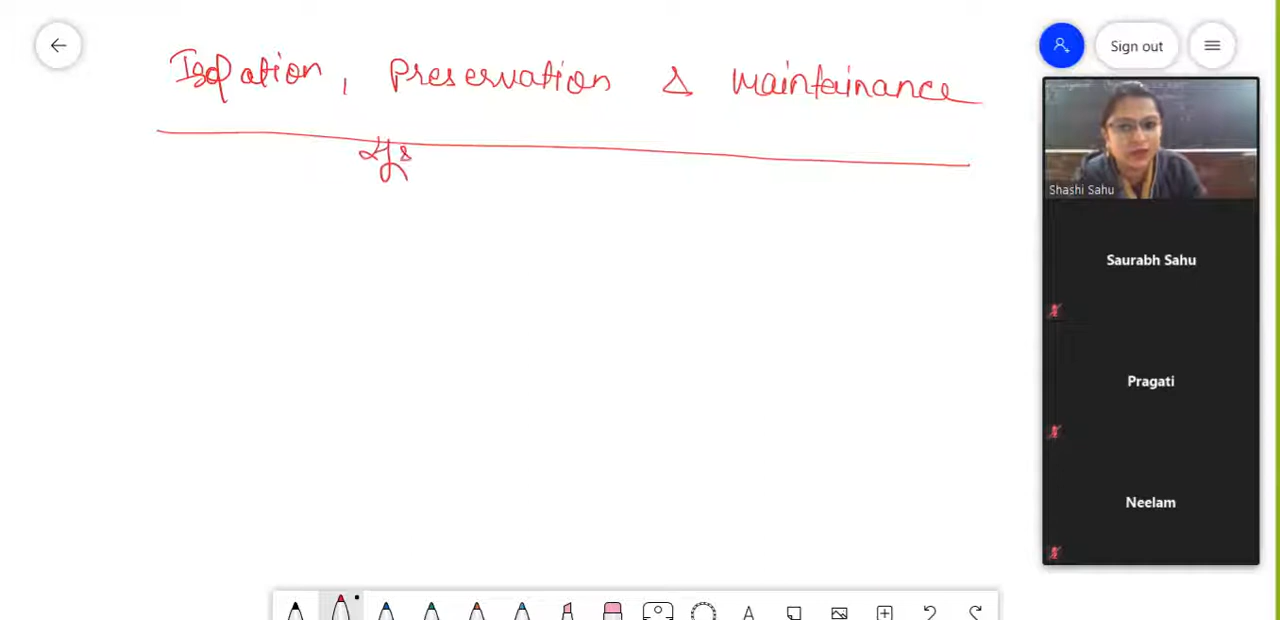 Sign out
Isolation, Preservation & maintainance
Shashi Sahu
Saurabh Sahu
Pragati
Neelam